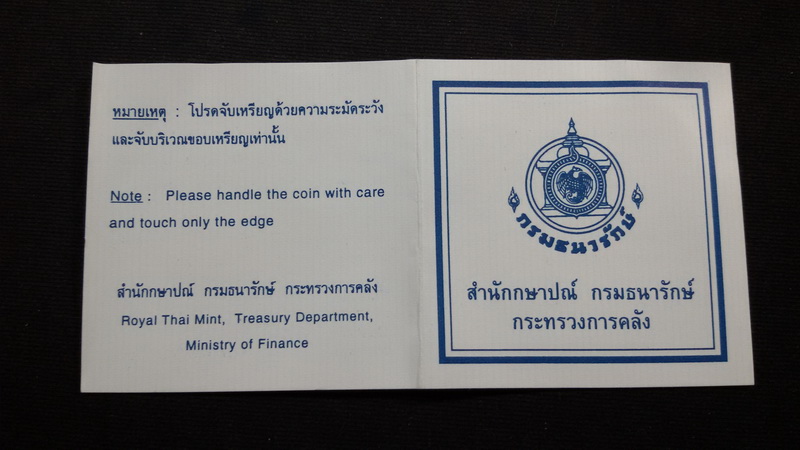 หมายเหตุ : โปรดจับเหรียญด้วยความระมัดระวัง
และจับบริเวณขอบเหรียญเท่านั้น
Note : Please handle the coin with care
and touch only the edge
สำนักกษาปณ์ กรมธนารักษ์ กระทรวงการคลัง
Royal Thai Mint, Treasury Department,
Ministry of Finance
กรมธนารักษ์
สำนักกษาปณ์ กรมธนารักษ์
กระทรวงการคลัง